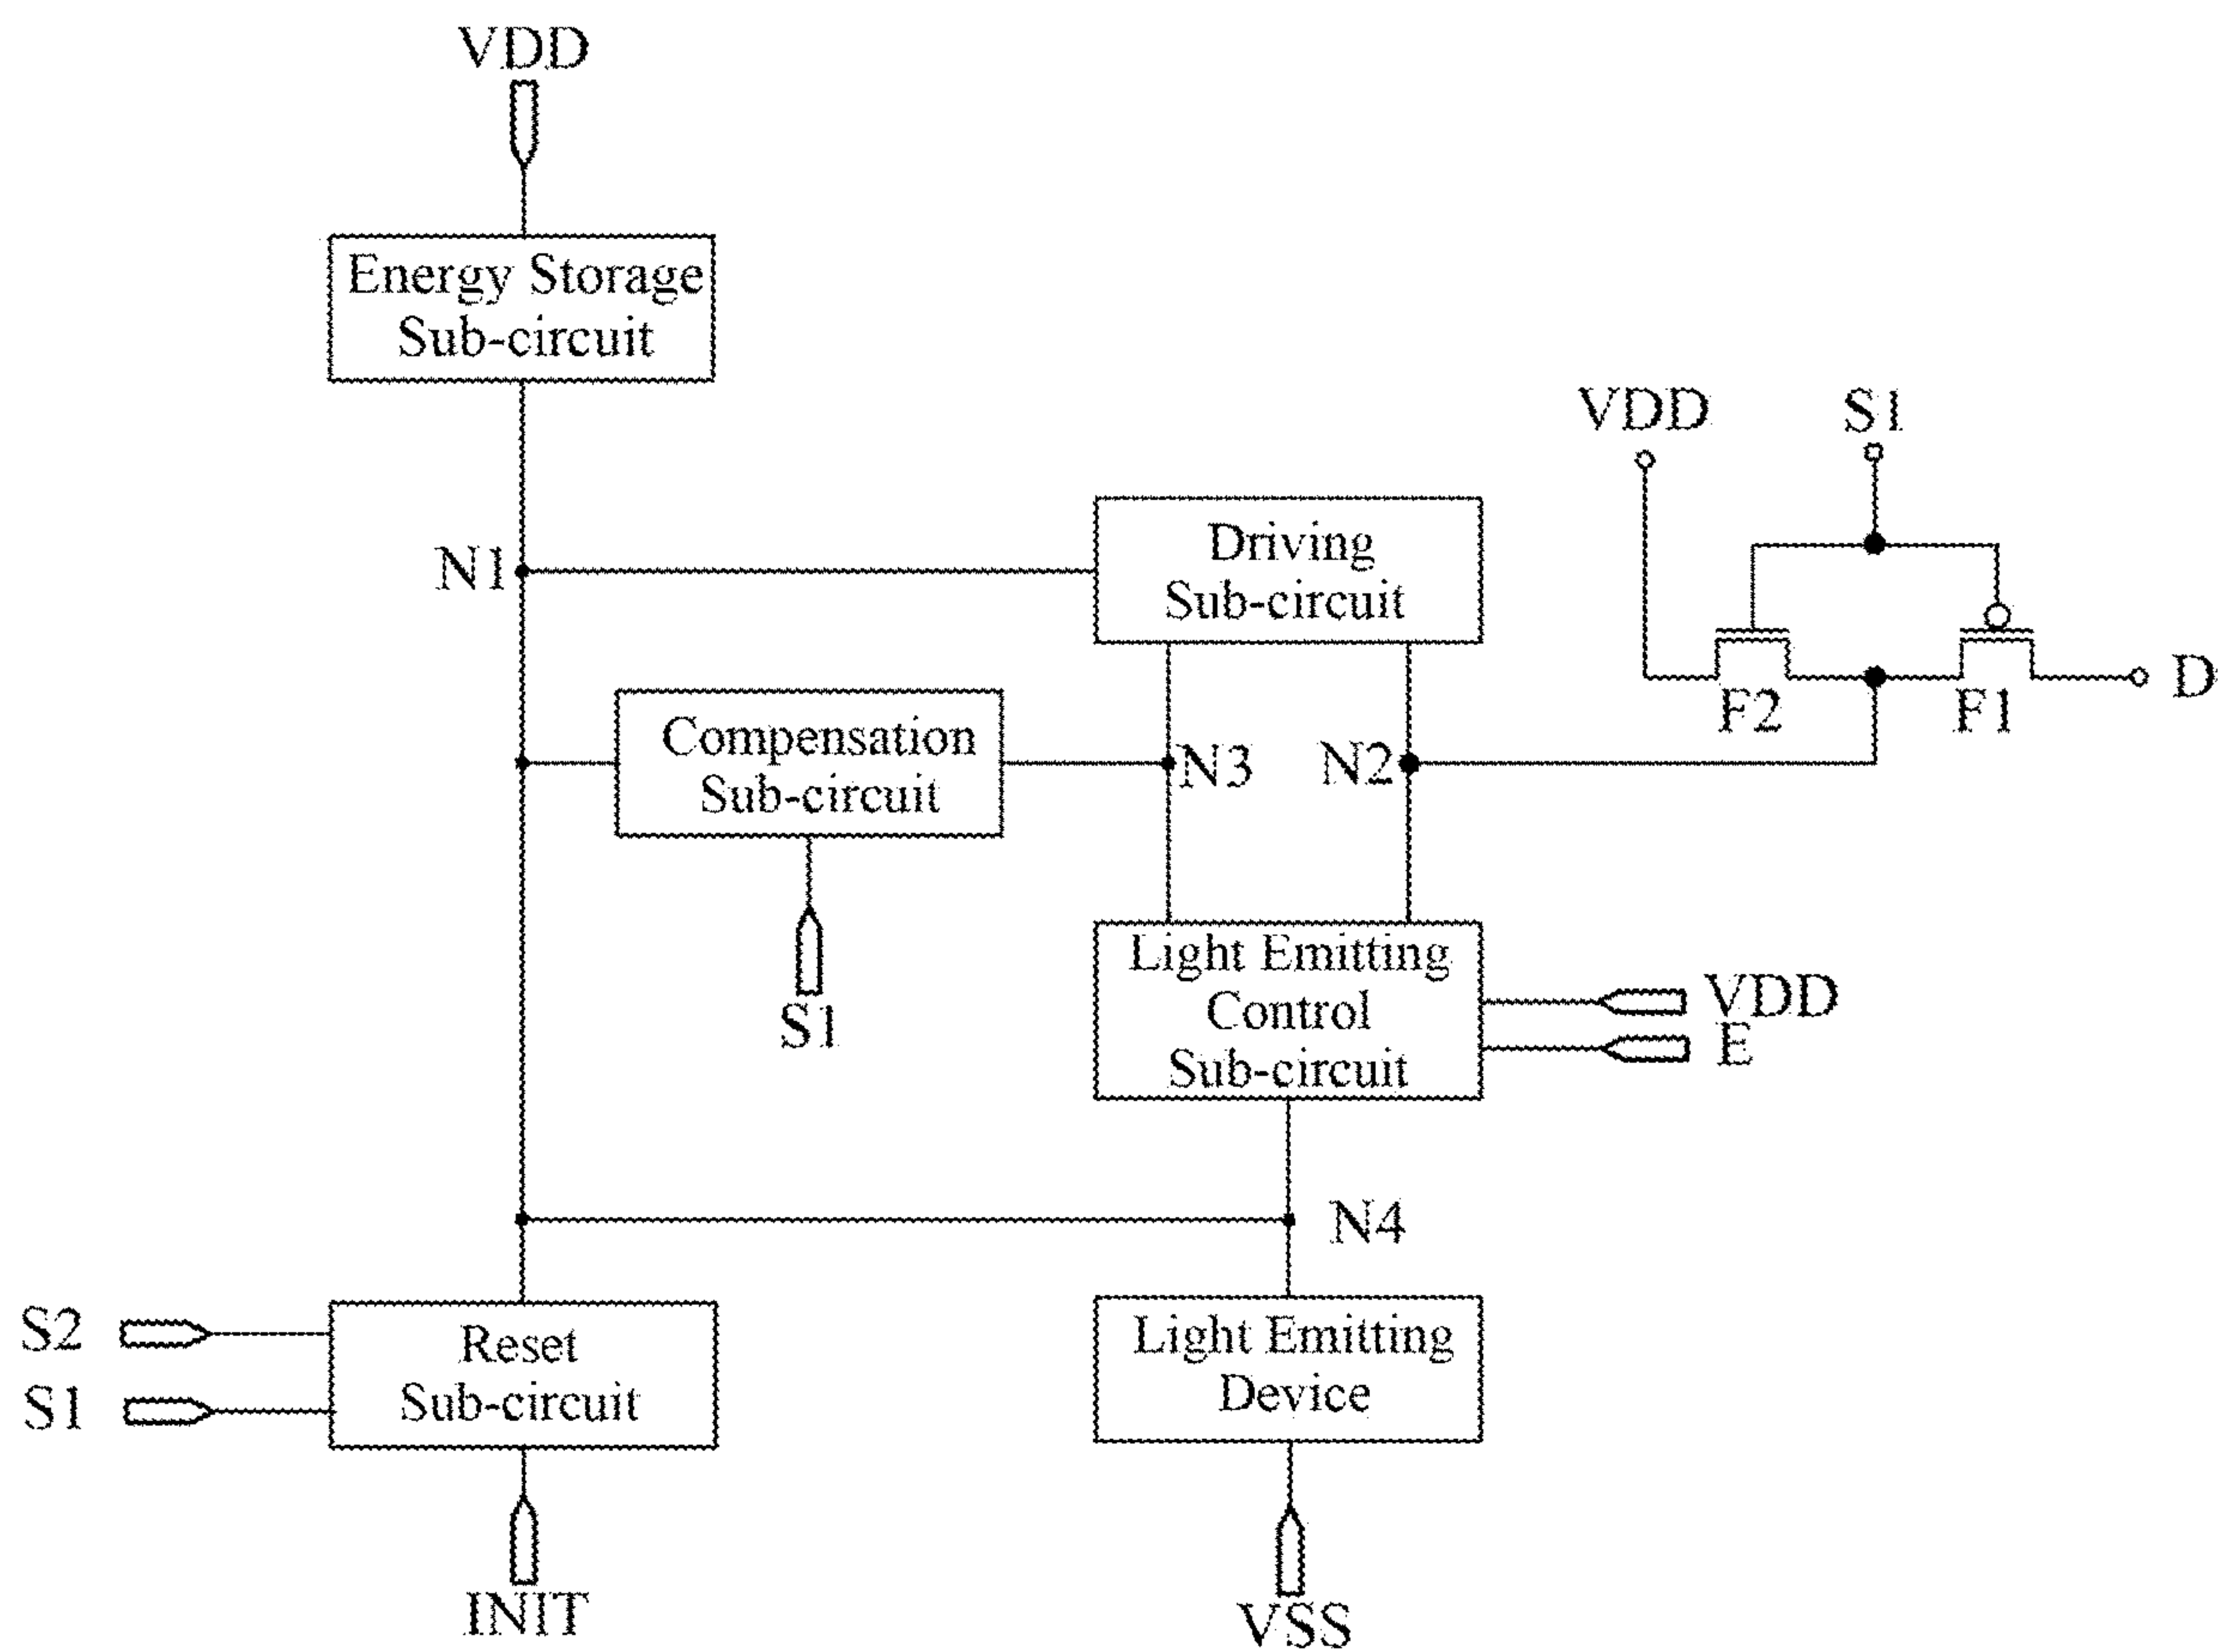 VDD
Energy Storage
Sub-circuit
VDD
S1
N1
Driving
Sub-circuit
F2
F1
D
Compensation
Sub-circuit
N3
N2
S1
Light Emitting
Control
Sub-circuit
VDD
E
N4
S2
S1
Reset
Sub-circuit
Light Emitting
Device
INIT
VSS